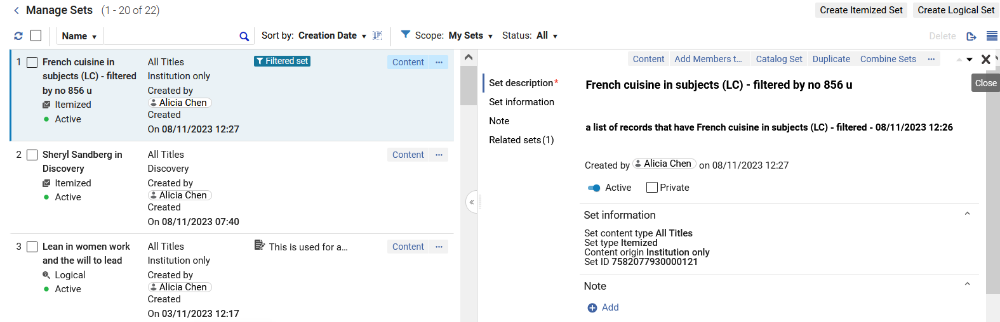 Manage Sets (1 - 20 of 22)
Create Itemized Set Create Logical Set
Name Sort by: Creation Date Scope: My Sets Status: All Delete
1 French cuisine in subjects (LC) - filtered by no 856 u
Itemized
Active
All Titles
Institution only
Created by
Alicia Chen
Created
On 08/11/2023 12:27
Filtered set
Content ...
2 Sheryl Sandberg in
Discovery
Itemized
Active
All Titles
Discovery
Created by
Alicia Chen
Created
On 08/11/2023 07:40
Content ...
3 Lean in women work
and the will to lead
Logical
Active
All Titles
Institution only
Created by
Alicia Chen
Created
On 03/11/2023 12:17
This is used for a...
Content ...
Content Add Members t... Catalog Set Duplicate Combine Sets ...
Close
Set description*
Set information
Note
Related sets(1)
French cuisine in subjects (LC) - filtered by no 856 u
a list of records that have French cuisine in subjects (LC) - filtered - 08/11/2023 12:26
Created by Alicia Chen on 08/11/2023 12:27
Active Private
Set information
Set content type All Titles
Set type Itemized
Content origin Institution only
Set ID 7582077930000121
Note
Add